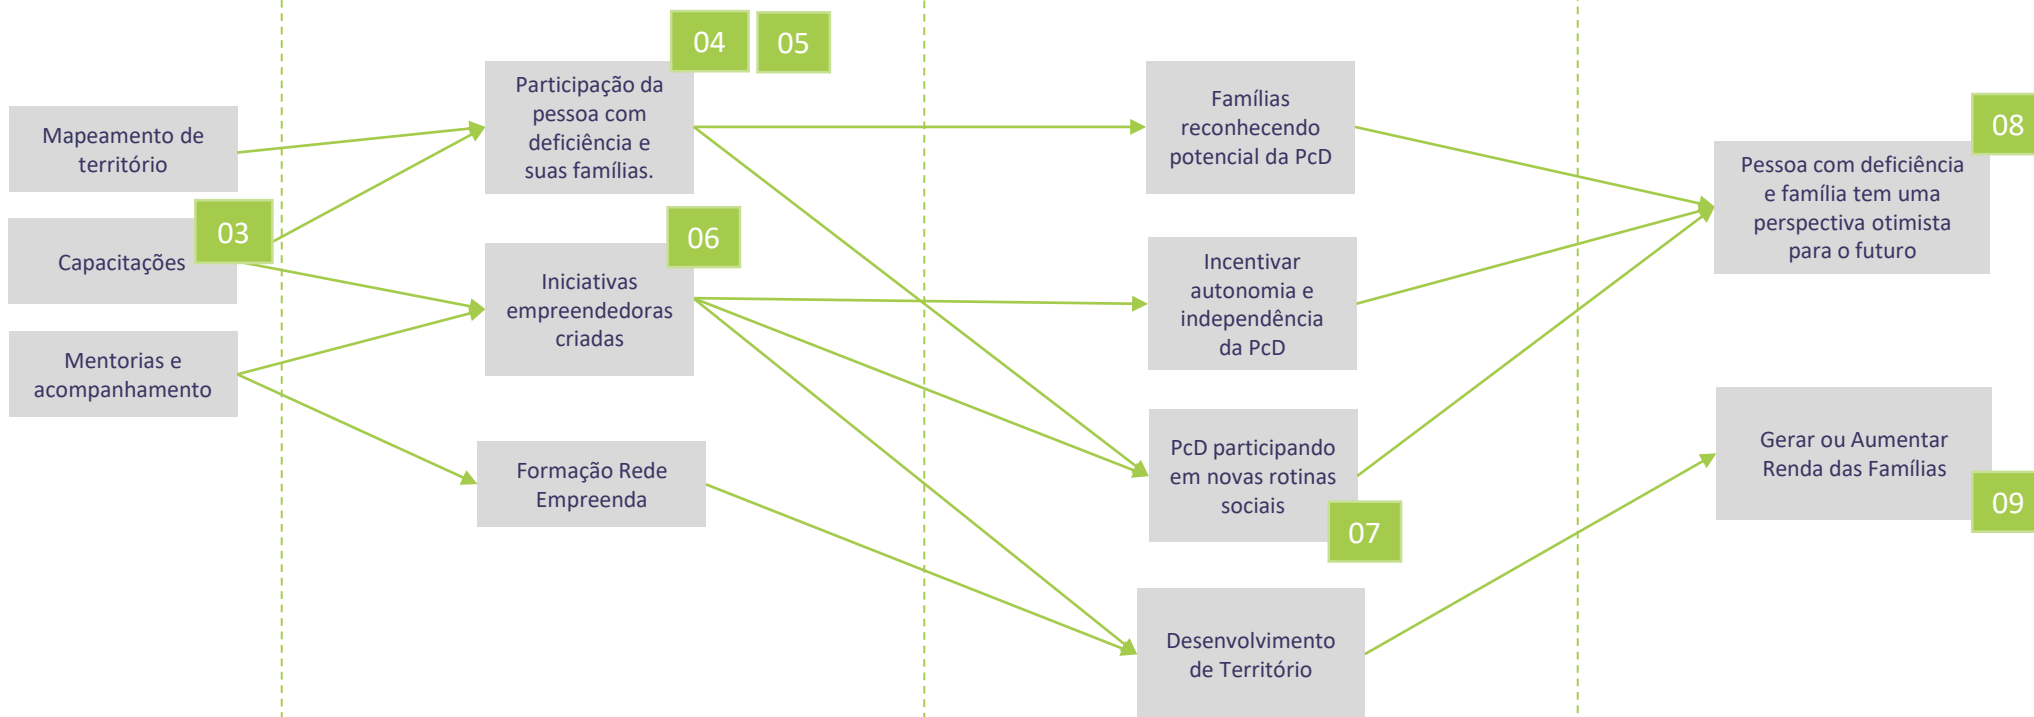 Mapeamento de
território
03
Capacitações
Mentorias e
acompanhamento
04
05
Participação da
pessoa com
deficiência e
suas famílias.
06
Iniciativas
empreendedoras
criadas
Formação Rede
Empreenda
Famílias
reconhecendo
potencial da PcD
Incentivar
autonomia e
independência
da PcD
PcD participando
em novas rotinas
sociais
07
Desenvolvimento
de Território
08
Pessoa com deficiência
e família tem uma
perspectiva otimista
para o futuro
Gerar ou Aumentar
Renda das Famílias
09